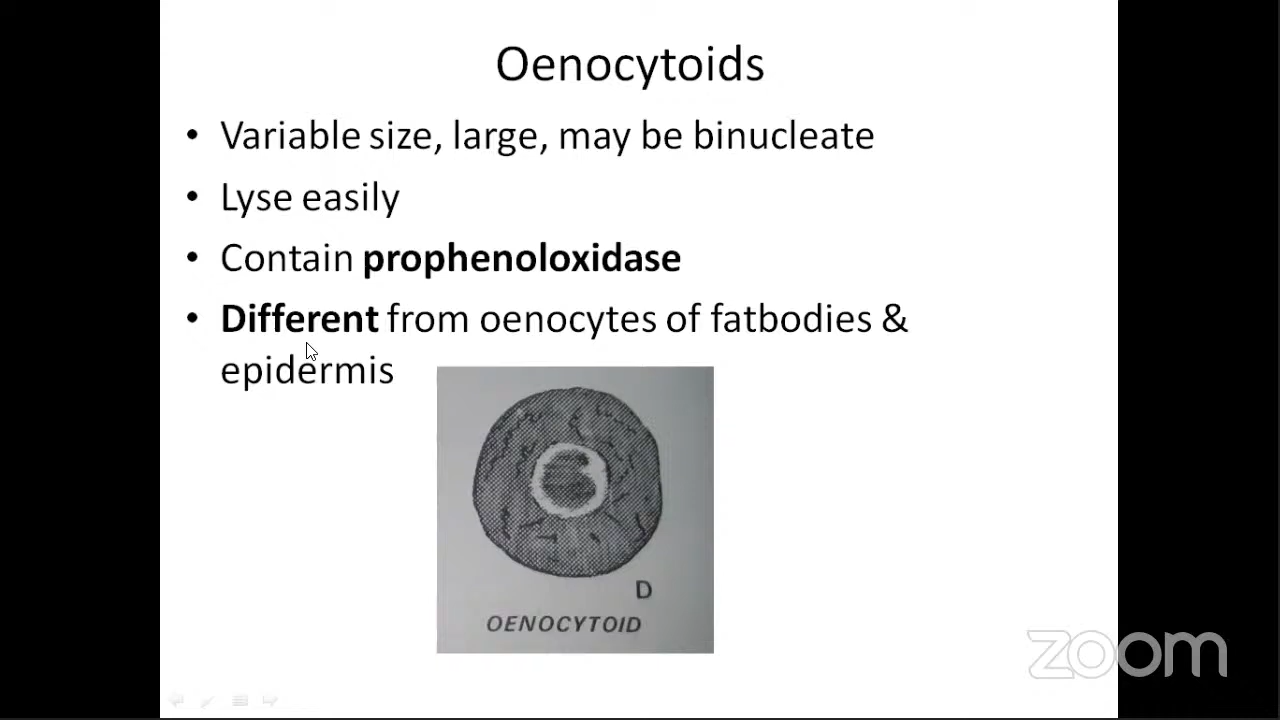 Oenocytoids
• Variable size, large, may be binucleate
• Lyse easily
• Contain prophenoloxidase
• Different from oenocytes of fatbodies &
epidermis
D
OENOCYTOID
zoom